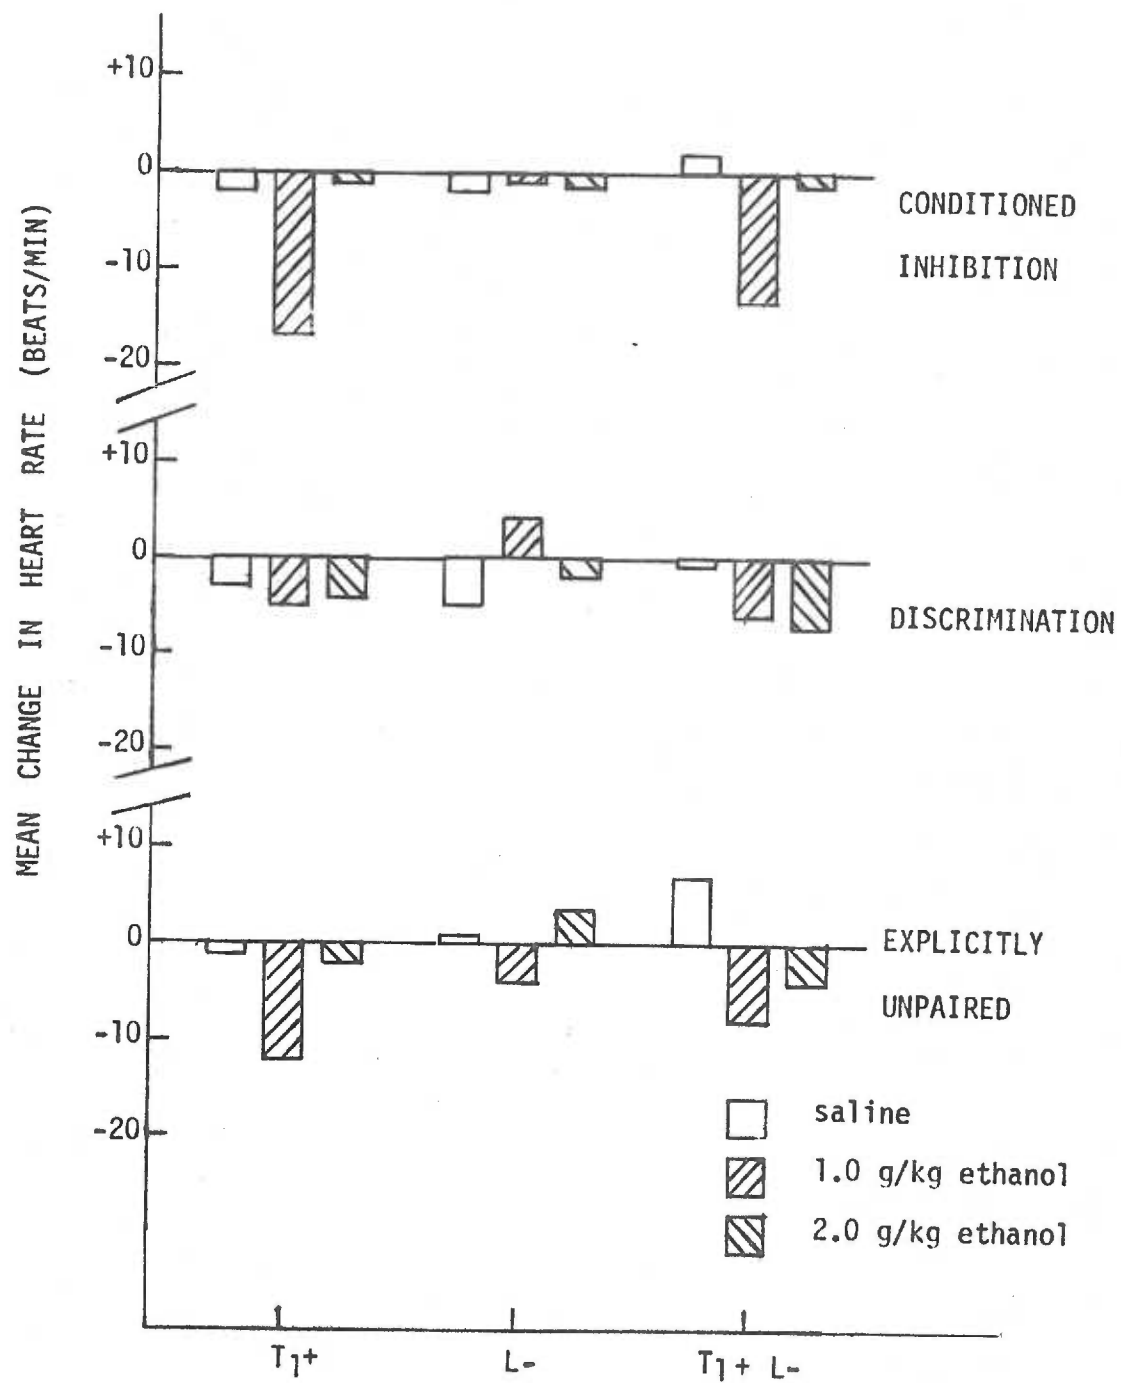 MEAN CHANGE IN HEART RATE (BEATS/MIN)
+10
0
-10
-20
CONDITIONED
INHIBITION
+10
0
-10
-20
DISCRIMINATION
+10
0
-10
-20
EXPLICITLY
UNPAIRED
saline
1.0 g/kg ethanol
2.0 g/kg ethanol
T1+ L- T1+ L-